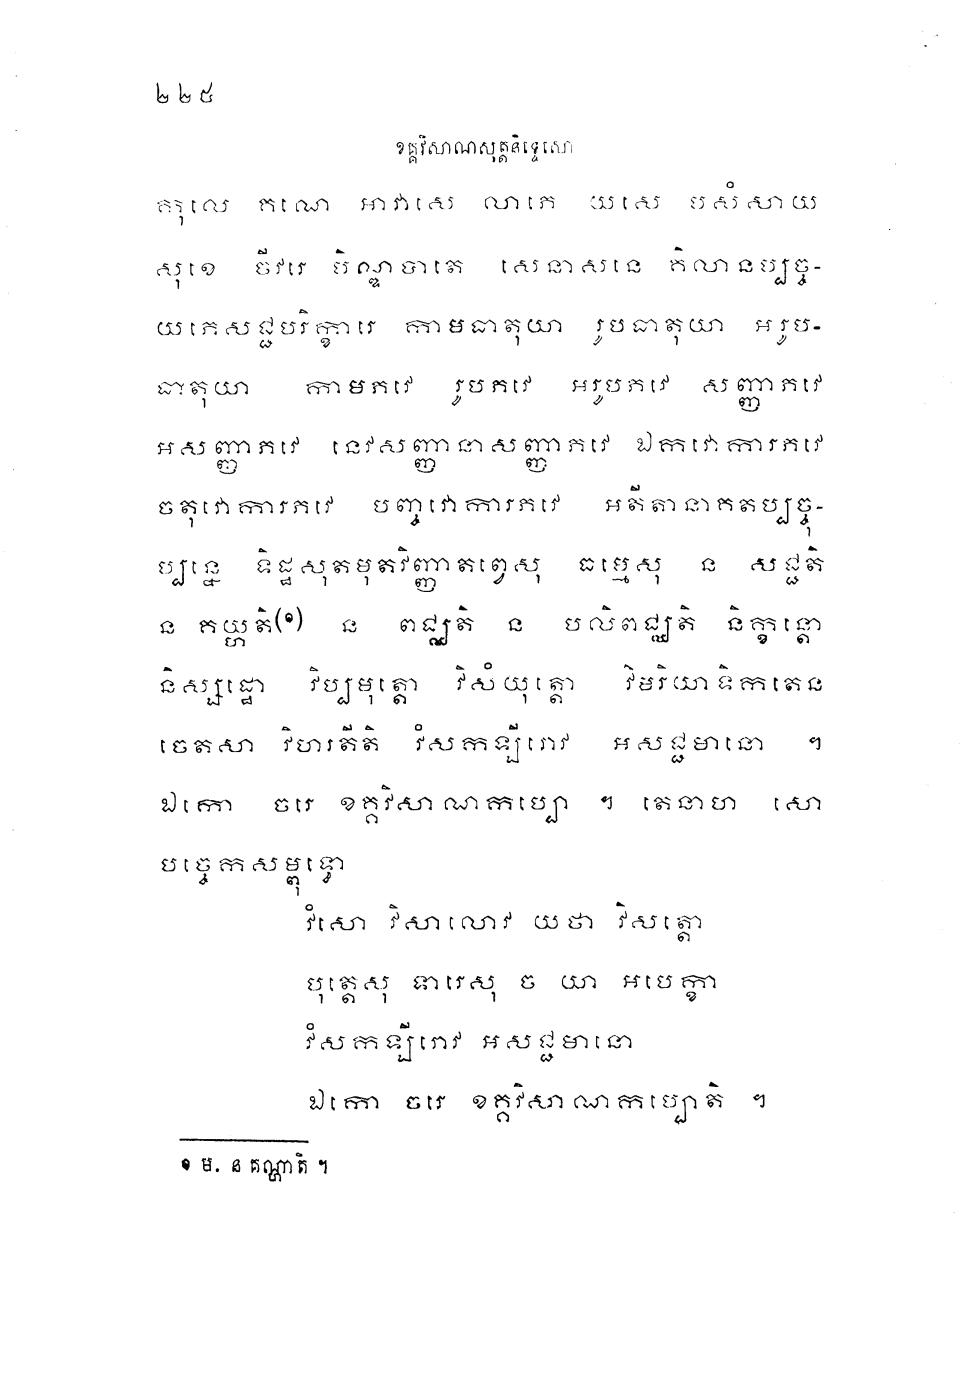 ២២៥
ខគ្គវិសាណសុត្តនិទ្ទេសោ
កុលេ គណេ អាវាសេ លាភេ យសេ បសំសាយ
សុខេ ចីវរេ បិណ្ឌបាតេ សេនាសនេ គិលានប្បច្ច-
យភេសជ្ជបរិក្ខារេ កាមធាតុយា រូបធាតុយា អរូប-
ធាតុយា កាមភវេ រូបភវេ អរូបភវេ សញ្ញាភវេ
អសញ្ញាភវេ នេវសញ្ញានាសញ្ញាភវេ ឯកវោការភវេ
ចតុវោការភវេ បញ្ចវោការភវេ អតីតានាគតប្បច្ចុ-
ប្បន្នេ ទិដ្ឋសុតមុតវិញ្ញាតព្វេសុ ធម្មេសុ ន សជ្ជតិ
ន គយ្ហតិ(១) ន ពជ្ឈតិ ន បលិពជ្ឈតិ និក្ខន្តោ
និស្សដ្ឋោ វិប្បមុត្តោ វិសំយុត្តោ វិមរិយាទិកតេន
ចេតសា វិហរតីតិ វំសកឡីរោវ អសជ្ជមានោ ។
ឯកោ ចរេ ខគ្គវិសាណកប្បោ ។ តេនាហ សោ
បច្ចេកសម្ពុទ្ធោ
វំសោ វិសាលោវ យថា វិសត្តោ
បុត្តេសុ ទារេសុ ច យា អបេក្ខា
វំសកឡីរោវ អសជ្ជមានោ
ឯកោ ចរេ ខគ្គវិសាណកប្បោតិ ។
១ ម. ន គណ្ហាតិ ។